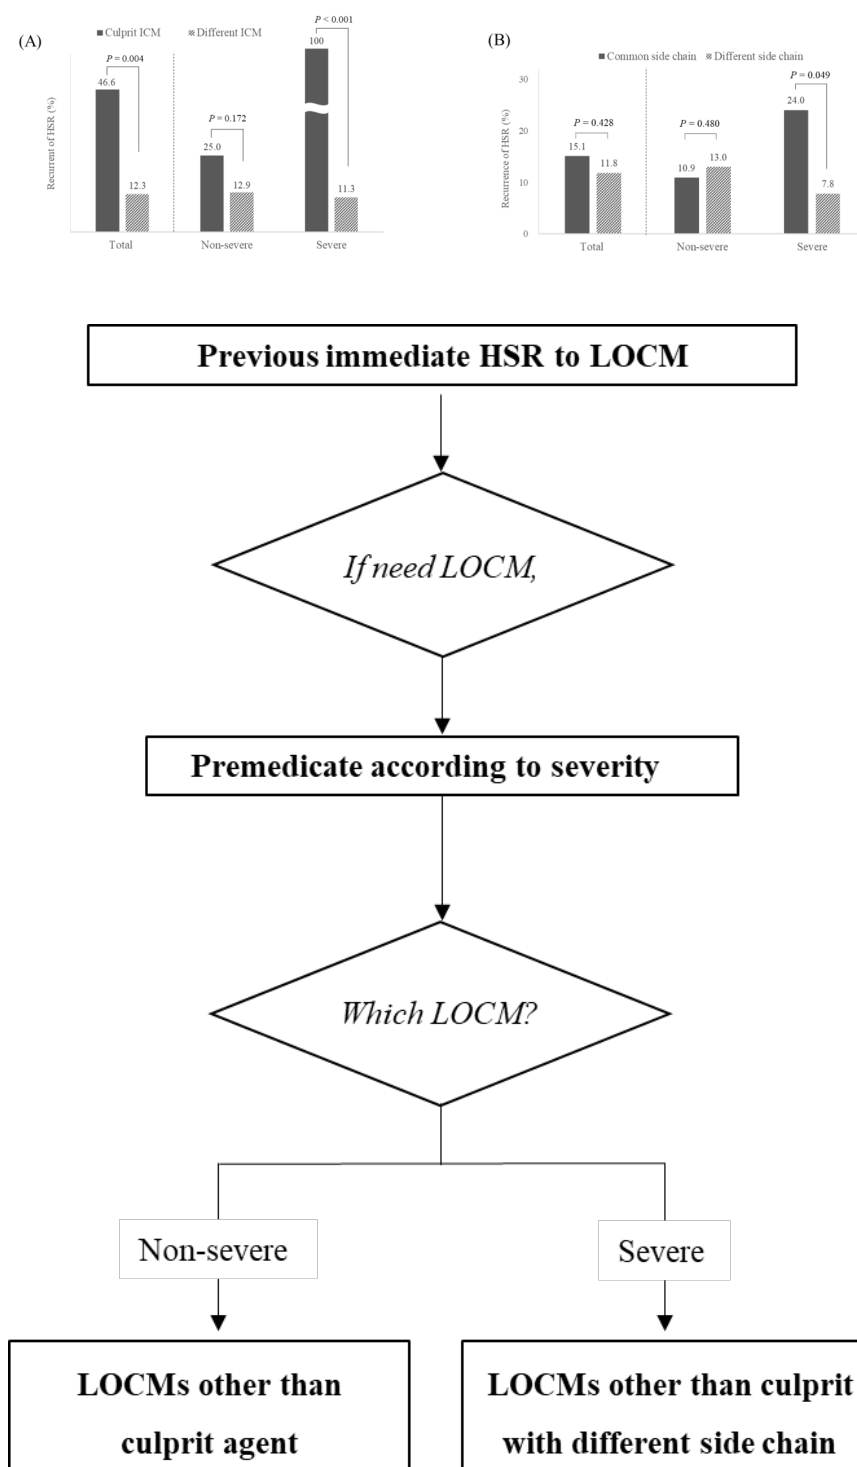 (A)
Culprit ICM
Different ICM
Recurrent of HSR (%)
P = 0.004
46.6
12.3
P = 0.172
25.0
12.9
P < 0.001
100
11.3
Total
Non-severe
Severe
(B)
Common side chain
Different side chain
Recurrence of HSR (%)
30
20
10
0
P = 0.428
15.1
11.8
P = 0.480
10.9
13.0
P = 0.049
24.0
7.8
Total
Non-severe
Severe
Previous immediate HSR to LOCM
If need LOCM,
Premedicate according to severity
Which LOCM?
Non-severe
Severe
LOCMs other than
culprit agent
LOCMs other than culprit
with different side chain